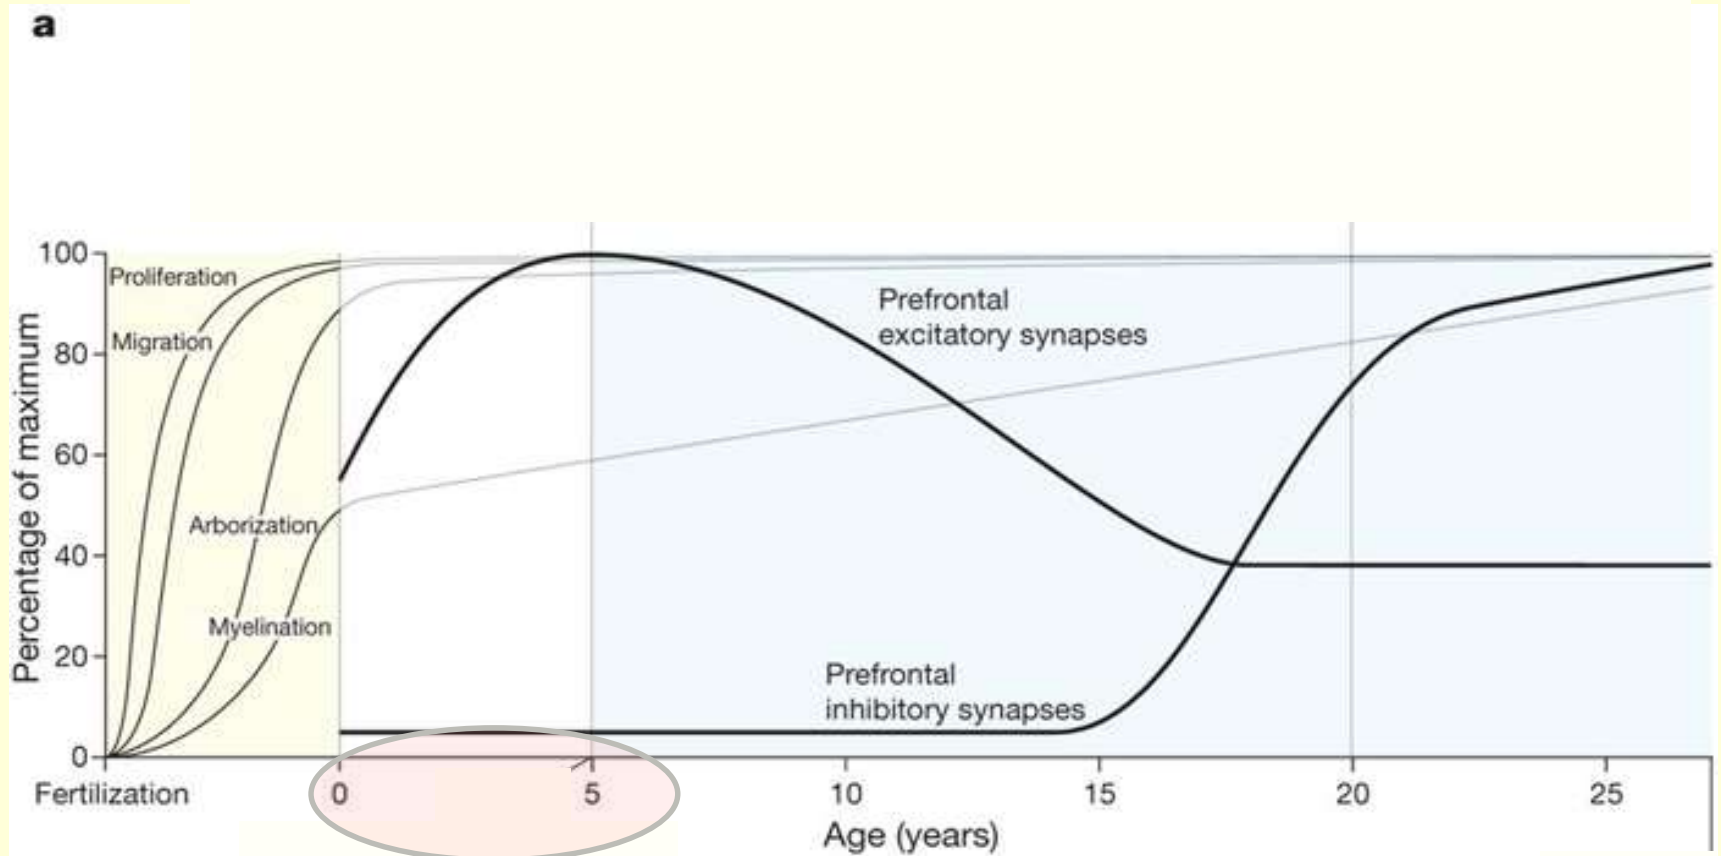 a
100
Proliferation
Prefrontal
excitatory synapses
Migration
80
60
Arborization
40
Myelination
20
Prefrontal
inhibitory synapses
0
Percentage of maximum
Fertilization 0 5 10 15 20 25
Age (years)